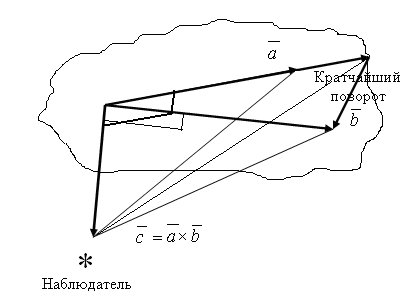 a̅
Кратчайший
поворот
b̅
c̅ = a̅ × b̅
*
Наблюдатель